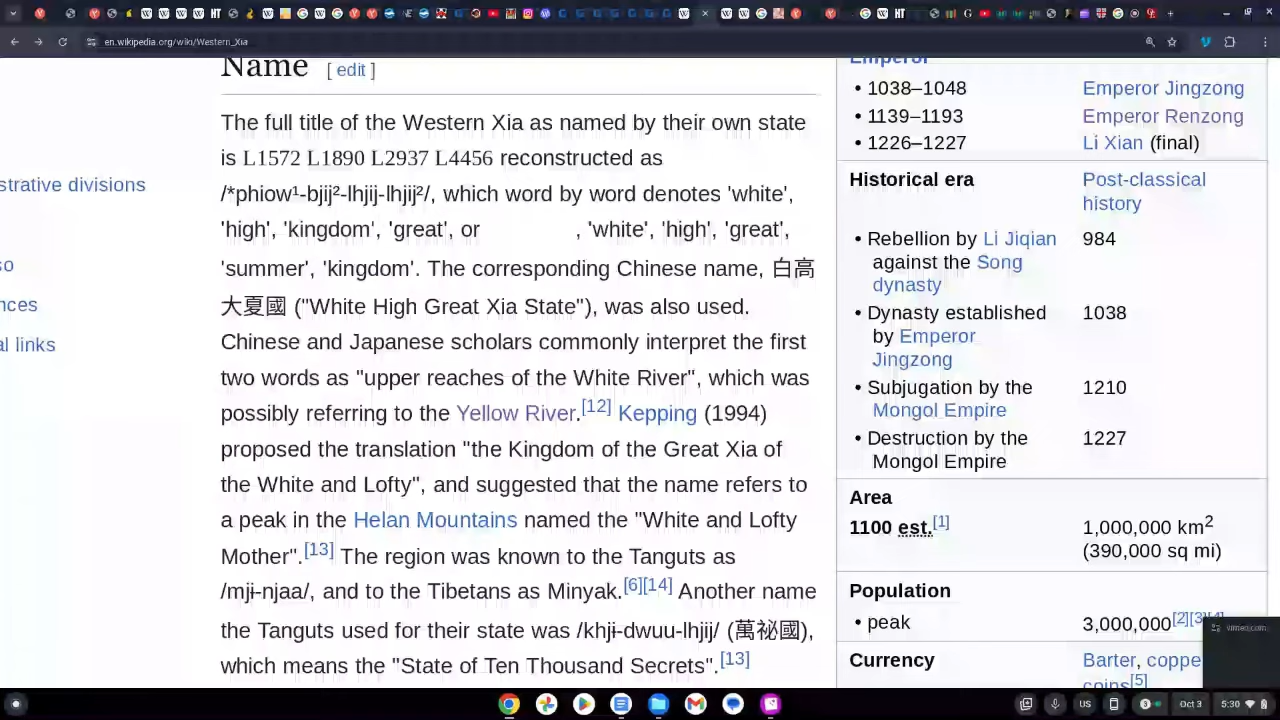 en.wikipedia.org/wiki/Western_Xia
Name [ edit ]
The full title of the Western Xia as named by their own state
is L1572 L1890 L2937 L4456 reconstructed as
/*phiow¹-bjij²-lhjij-lhjij²/, which word by word denotes 'white',
'high', 'kingdom', 'great', or , 'white', 'high', 'great',
'summer', 'kingdom'. The corresponding Chinese name, 白高
大夏國 ("White High Great Xia State"), was also used.
Chinese and Japanese scholars commonly interpret the first
two words as "upper reaches of the White River", which was
possibly referring to the Yellow River.[12] Kepping (1994)
proposed the translation "the Kingdom of the Great Xia of
the White and Lofty", and suggested that the name refers to
a peak in the Helan Mountains named the "White and Lofty
Mother".[13] The region was known to the Tanguts as
/mjɨ-njaa/, and to the Tibetans as Minyak.[6][14] Another name
the Tanguts used for their state was /khjɨ-dwuu-lhjij/ (萬祕國),
which means the "State of Ten Thousand Secrets".[13]
strative divisions
so
nces
al links
Emperor
• 1038–1048 Emperor Jingzong
• 1139–1193 Emperor Renzong
• 1226–1227 Li Xian (final)
Historical era Post-classical
history
• Rebellion by Li Jiqian 984
against the Song
dynasty
• Dynasty established 1038
by Emperor
Jingzong
• Subjugation by the 1210
Mongol Empire
• Destruction by the 1227
Mongol Empire
Area
1100 est.[1] 1,000,000 km2
(390,000 sq mi)
Population
• peak 3,000,000[2][3][4]
Currency Barter, coppe
coins[5]
vimeo.com
US
Oct 3
5:30